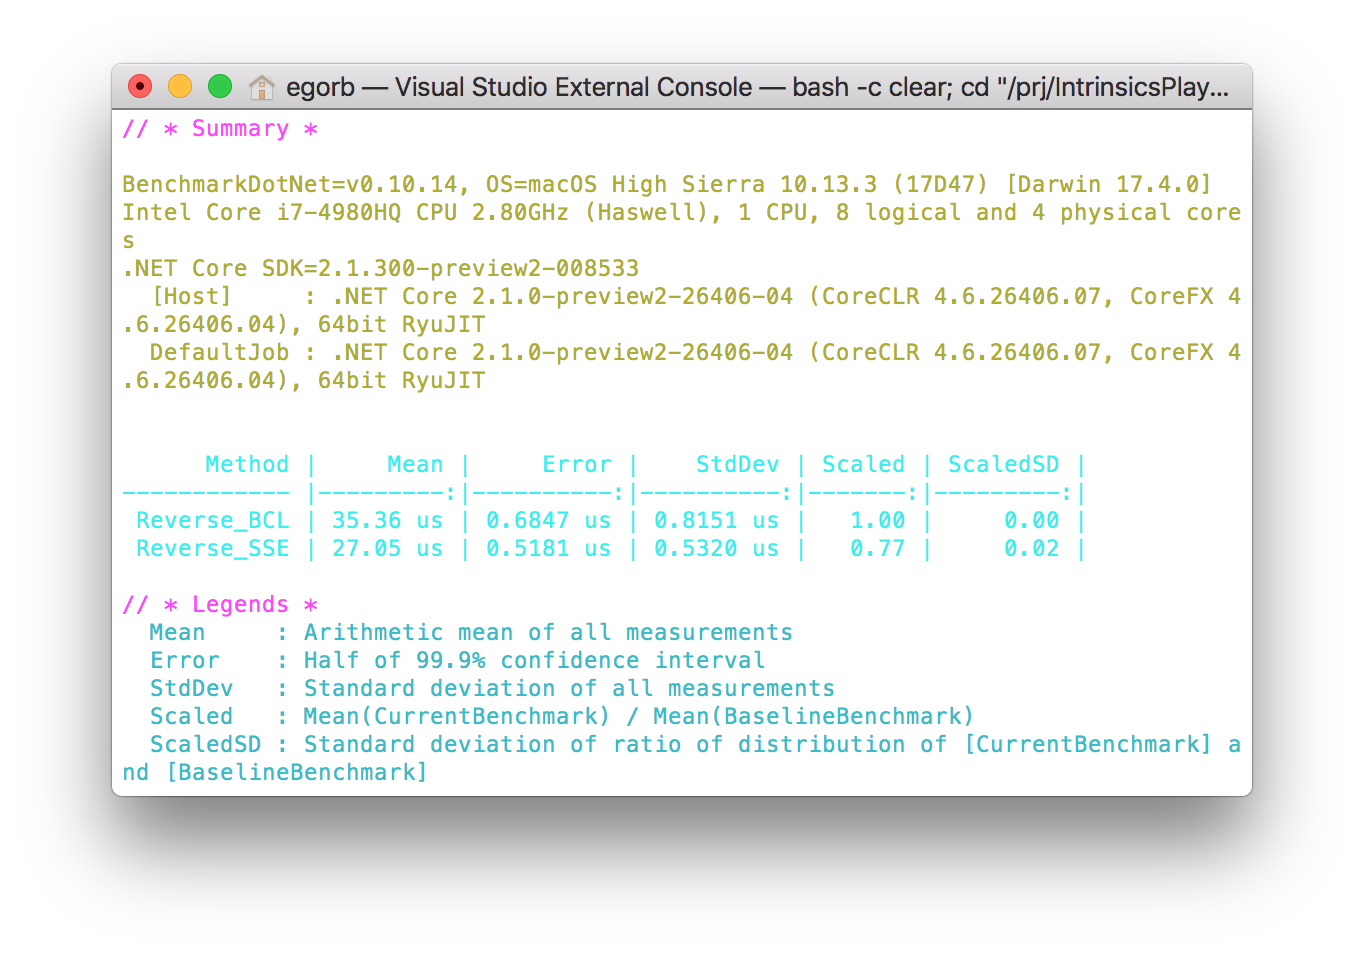 egorb — Visual Studio External Console — bash -c clear; cd "/prj/IntrinsicsPlay...
// * Summary *
BenchmarkDotNet=v0.10.14, OS=macOS High Sierra 10.13.3 (17D47) [Darwin 17.4.0]
Intel Core i7-4980HQ CPU 2.80GHz (Haswell), 1 CPU, 8 logical and 4 physical core
s
.NET Core SDK=2.1.300-preview2-008533
  [Host]     : .NET Core 2.1.0-preview2-26406-04 (CoreCLR 4.6.26406.07, CoreFX 4
.6.26406.04), 64bit RyuJIT
  DefaultJob : .NET Core 2.1.0-preview2-26406-04 (CoreCLR 4.6.26406.07, CoreFX 4
.6.26406.04), 64bit RyuJIT
      Method |     Mean |     Error |    StdDev | Scaled | ScaledSD |
------------ |---------:|----------:|----------:|-------:|---------:|
 Reverse_BCL | 35.36 us | 0.6847 us | 0.8151 us |   1.00 |     0.00 |
 Reverse_SSE | 27.05 us | 0.5181 us | 0.5320 us |   0.77 |     0.02 |
// * Legends *
  Mean     : Arithmetic mean of all measurements
  Error    : Half of 99.9% confidence interval
  StdDev   : Standard deviation of all measurements
  Scaled   : Mean(CurrentBenchmark) / Mean(BaselineBenchmark)
  ScaledSD : Standard deviation of ratio of distribution of [CurrentBenchmark] a
nd [BaselineBenchmark]